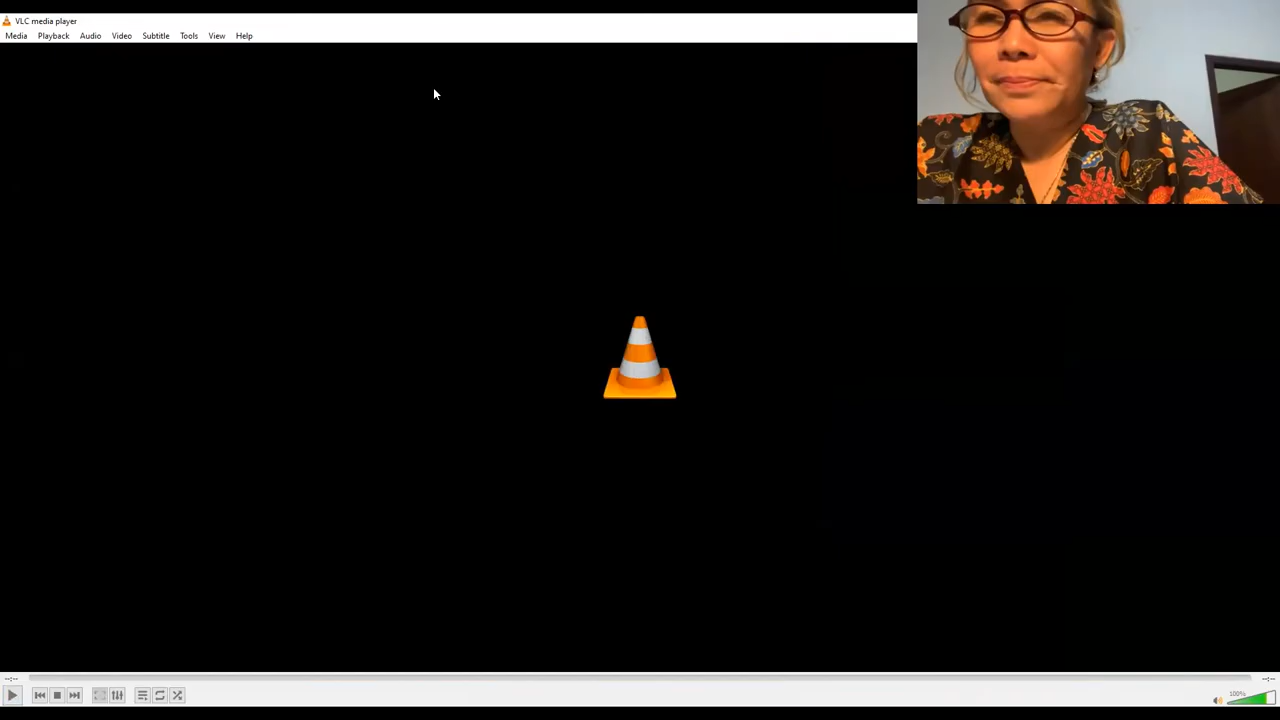 VLC media player
Media Playback Audio Video Subtitle Tools View Help
--:-- --:--
100%